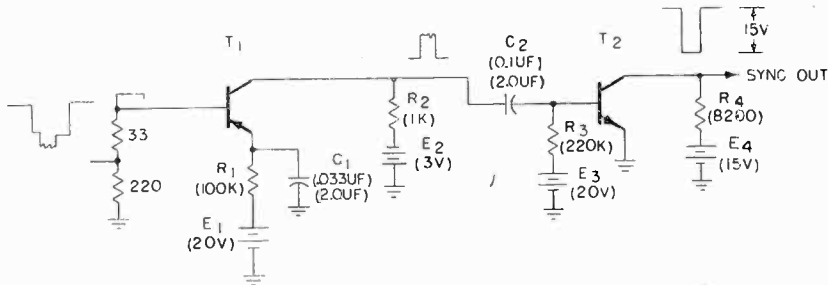 T1
33
220
R1
(100K)
E1
(20V)
C1
(.033UF)
(2.0UF)
R2
(1K)
E2
(3V)
C2
(0.1UF)
(2.0UF)
R3
(220K)
E3
(20V)
T2
15V
SYNC OUT
R4
(8200)
E4
(15V)